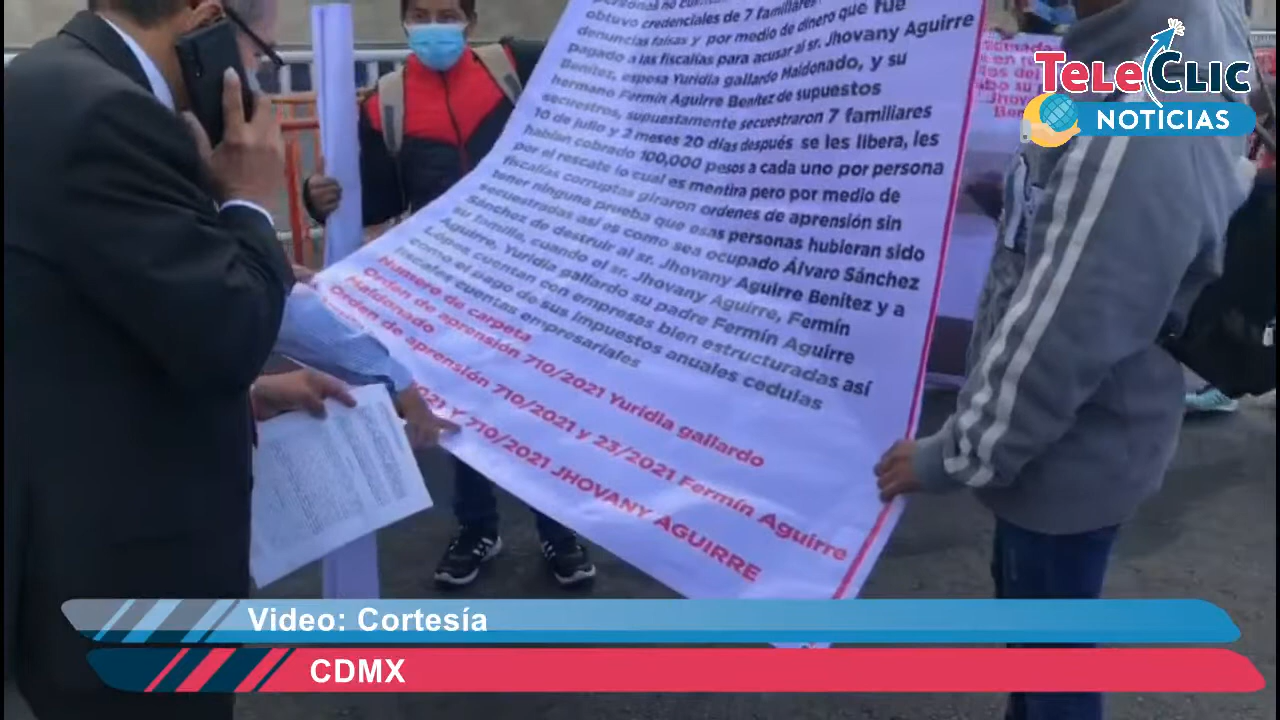 personas no
obtuvo credenciales de 7 familiares
denuncias falsas y por medio de dinero que fue
pagado a las fiscalías para acusar al sr. Jhovany Aguirre
Benítez, esposa Yuridia gallardo Maldonado, y su
hermano Fermín Aguirre Benítez de supuestos
secuestros, supuestamente secuestraron 7 familiares
10 de julio y 2 meses 20 días después se les libera, les
habían cobrado 100,000 pesos a cada uno por persona
por el rescate lo cual es mentira pero por medio de
fiscalías corruptas giraron ordenes de aprensión sin
tener ninguna prueba que esas personas hubieran sido
secuestradas así es como sea ocupado Álvaro Sánchez
Sánchez de destruir al sr. Jhovany Aguirre Benítez y a
su familia, cuando el sr. Jhovany Aguirre, Fermín
Aguirre, Yuridia gallardo su padre Fermín Aguirre
López, cuentan con empresas bien estructuradas así
como el pago de sus impuestos anuales cedulas
fiscales cuentas empresariales
Numero de carpeta
Orden de aprensión 710/2021 Yuridia gallardo
Maldonado
Orden de aprensión 710/2021 y 23/2021 Fermín Aguirre
2021 Y 710/2021 JHOVANY AGUIRRE
TeleClic
NOTICIAS
Video: Cortesía
CDMX